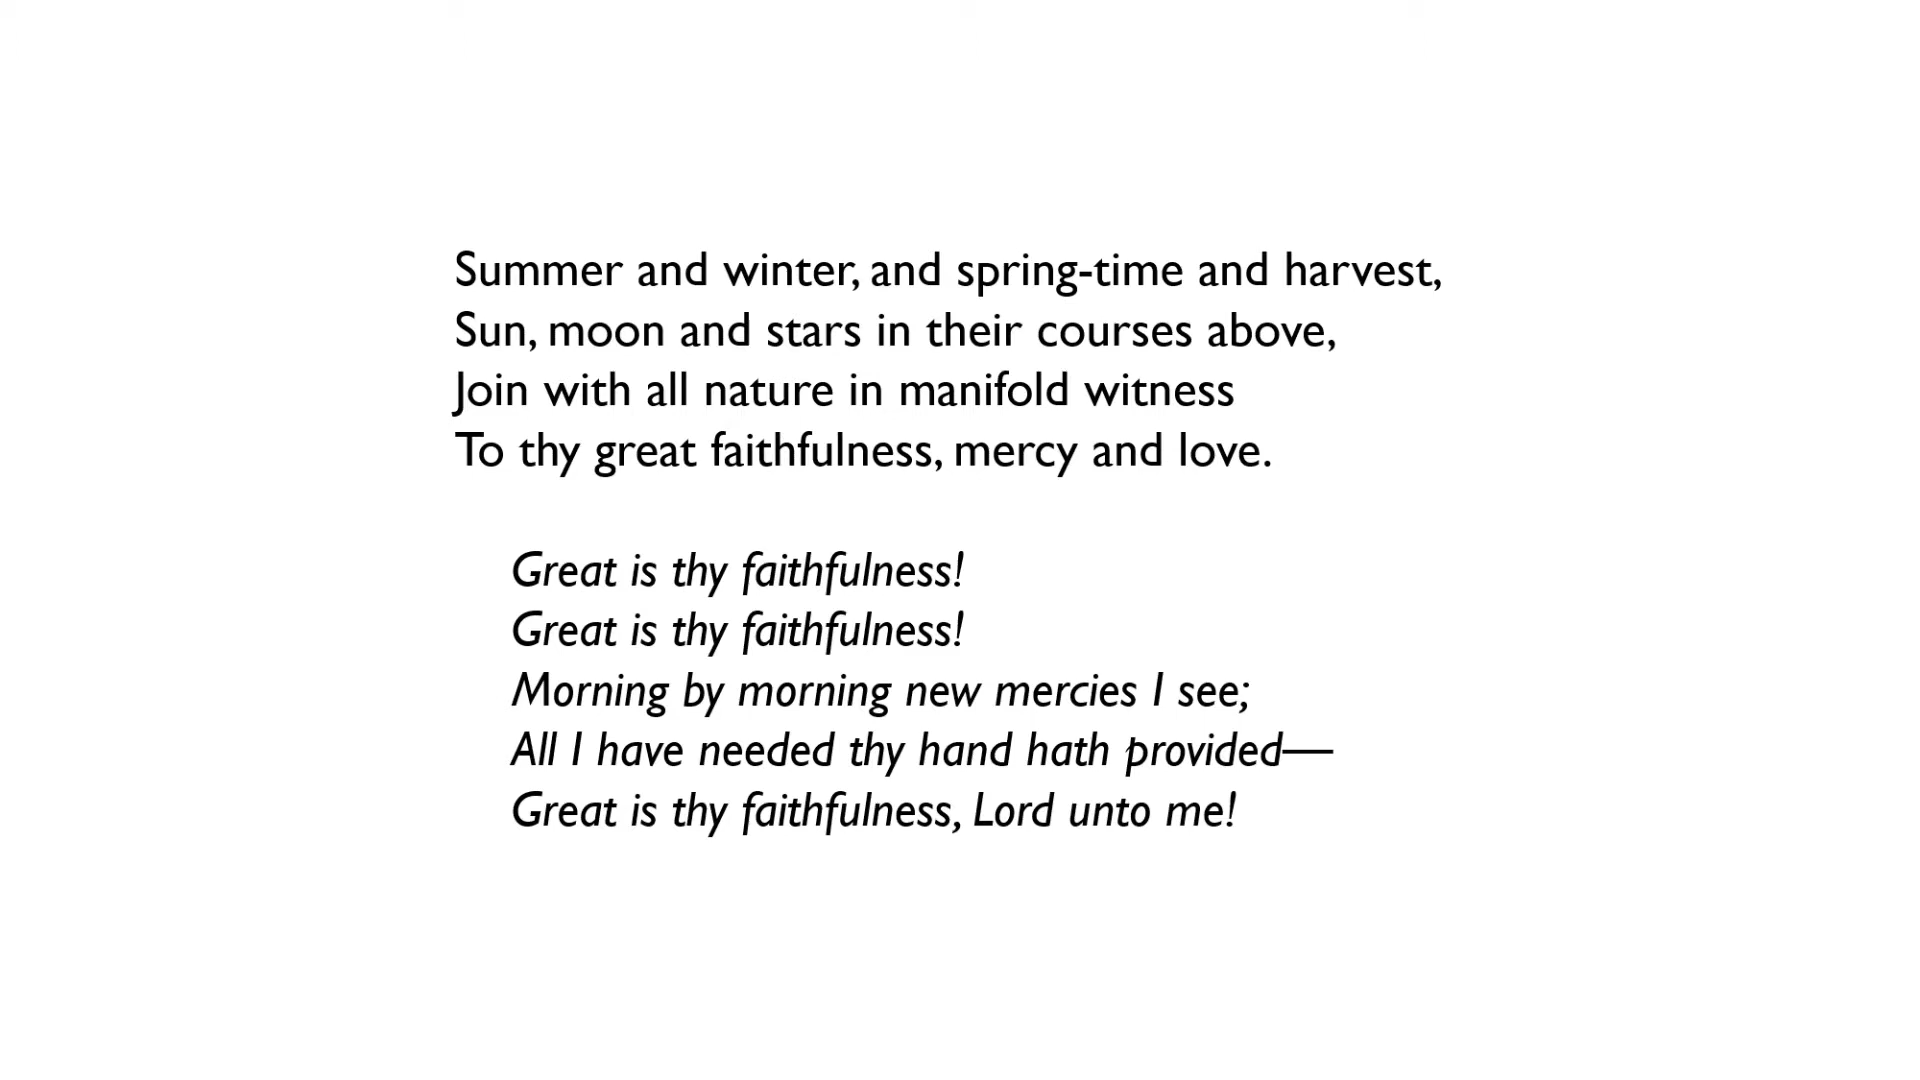 Summer and winter, and spring-time and harvest,
Sun, moon and stars in their courses above,
Join with all nature in manifold witness
To thy great faithfulness, mercy and love.
Great is thy faithfulness!
Great is thy faithfulness!
Morning by morning new mercies I see;
All I have needed thy hand hath provided—
Great is thy faithfulness, Lord unto me!